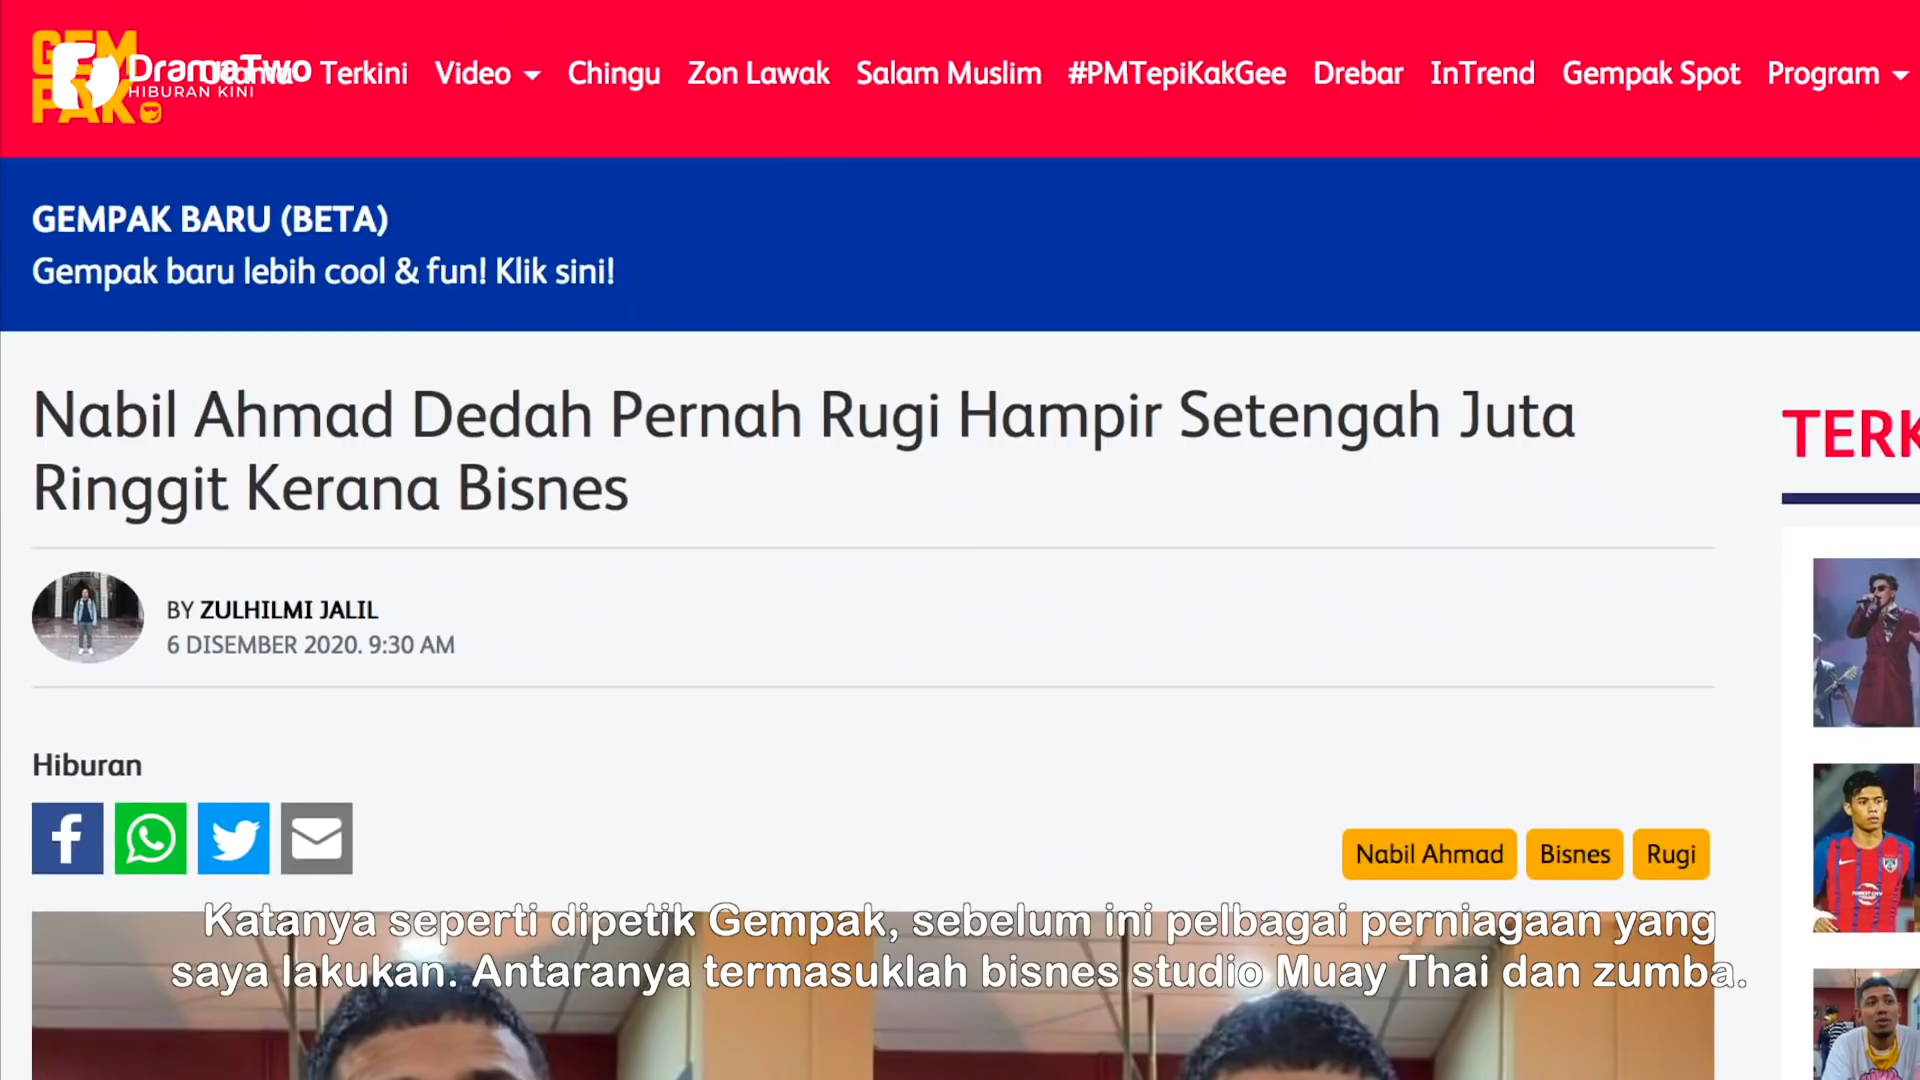 GEMPAK
DramaTwo
HIBURAN KINI
Terkini
Video
Chingu
Zon Lawak
Salam Muslim
#PMTepiKakGee
Drebar
InTrend
Gempak Spot
Program
GEMPAK BARU (BETA)
Gempak baru lebih cool & fun! Klik sini!
Nabil Ahmad Dedah Pernah Rugi Hampir Setengah Juta
Ringgit Kerana Bisnes
BY ZULHILMI JALIL
6 DISEMBER 2020. 9:30 AM
Hiburan
Nabil Ahmad
Bisnes
Rugi
Katanya seperti dipetik Gempak, sebelum ini pelbagai perniagaan yang
saya lakukan. Antaranya termasuklah bisnes studio Muay Thai dan zumba.